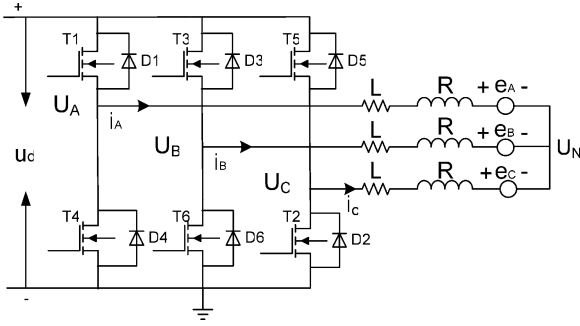 +
T1 D1 T3 D3 T5 D5
U_A i_A L R + e_A -
u_d U_B i_B L R + e_B - U_N
U_C i_c L R + e_C -
T4 D4 T6 D6 T2 D2
-